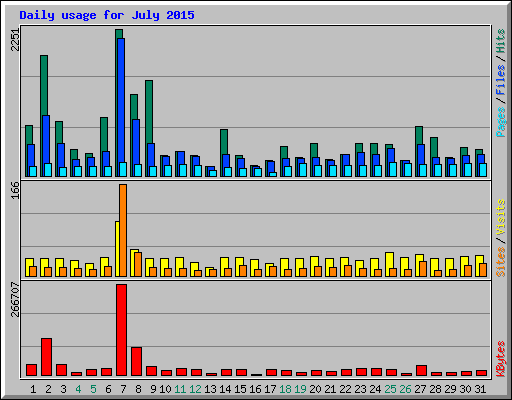 Daily usage for July 2015
2251
Pages / Files / Hits
166
Sites / Visits
266707
KBytes
1 2 3 4 5 6 7 8 9 10 11 12 13 14 15 16 17 18 19 20 21 22 23 24 25 26 27 28 29 30 31